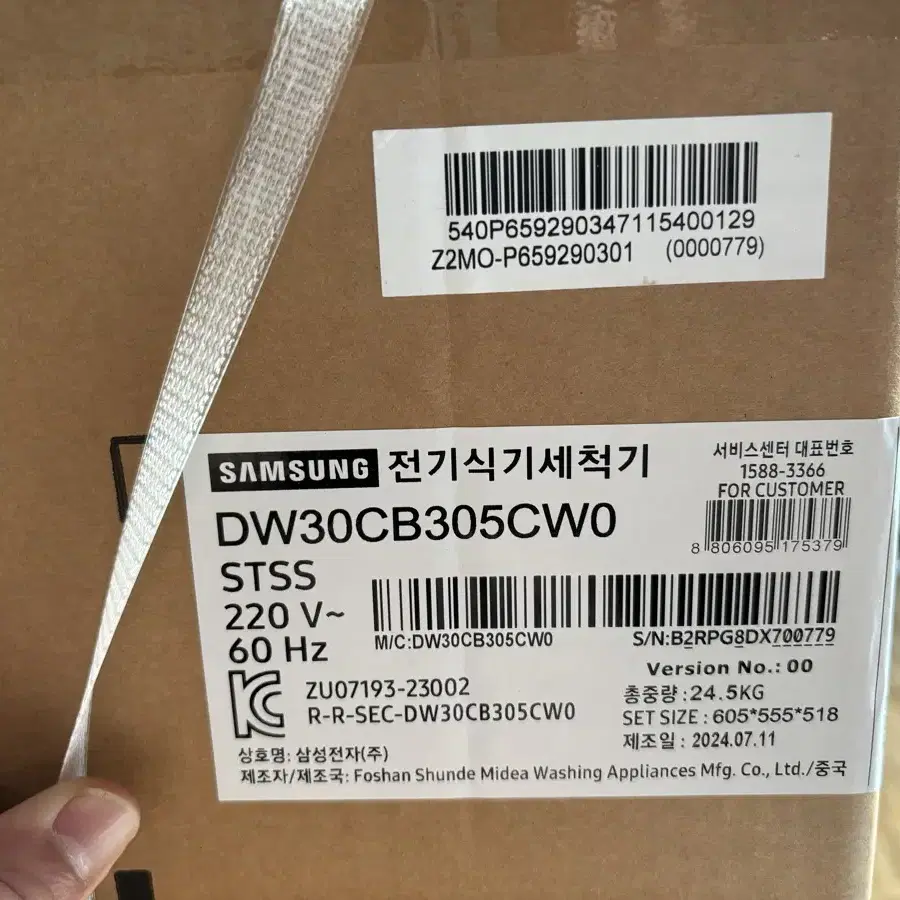 540P659290347115400129
Z2MO-P659290301 (0000779)
SAMSUNG 전기식기세척기
서비스센터 대표번호
1588-3366
FOR CUSTOMER
DW30CB305CW0
8 806095 175379
STSS
220 V~
60 Hz
M/C:DW30CB305CW0 S/N:B2RPG8DX700779
Version No.: 00
ZU07193-23002
총중량 : 24.5KG
R-R-SEC-DW30CB305CW0
SET SIZE : 605*555*518
제조일 : 2024.07.11
상호명: 삼성전자(주)
제조자/제조국: Foshan Shunde Midea Washing Appliances Mfg. Co., Ltd./중국